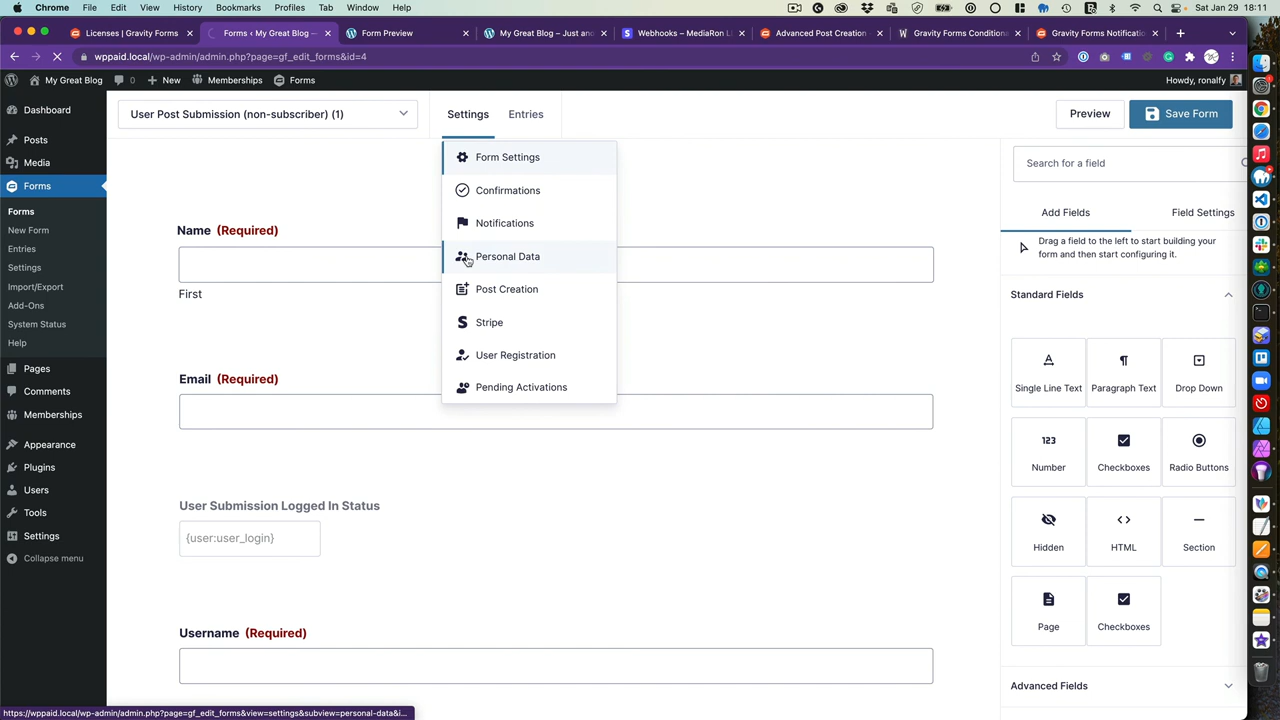 Chrome File Edit View History Bookmarks Profiles Tab Window Help
Sat Jan 29 18:11
Licenses | Gravity Forms
Forms ‹ My Great Blog —
Form Preview
My Great Blog – Just and
Webhooks – MediaRon Ll
Advanced Post Creation
Gravity Forms Conditiona
Gravity Forms Notificatio
wppaid.local/wp-admin/admin.php?page=gf_edit_forms&id=4
My Great Blog 0 New Memberships Forms
Howdy, ronalfy
Dashboard
Posts
Media
Forms
Forms
New Form
Entries
Settings
Import/Export
Add-Ons
System Status
Help
Pages
Comments
Memberships
Appearance
Plugins
Users
Tools
Settings
Collapse menu
User Post Submission (non-subscriber) (1)
Settings
Entries
Preview
Save Form
Form Settings
Confirmations
Notifications
Personal Data
Post Creation
Stripe
User Registration
Pending Activations
Name (Required)
First
Email (Required)
User Submission Logged In Status
{user:user_login}
Username (Required)
Search for a field
Add Fields
Field Settings
Drag a field to the left to start building your
form and then start configuring it.
Standard Fields
Single Line Text
Paragraph Text
Drop Down
123
Number
Checkboxes
Radio Buttons
Hidden
HTML
Section
Page
Checkboxes
Advanced Fields
https://wppaid.local/wp-admin/admin.php?page=gf_edit_forms&view=settings&subview=personal-data&i...